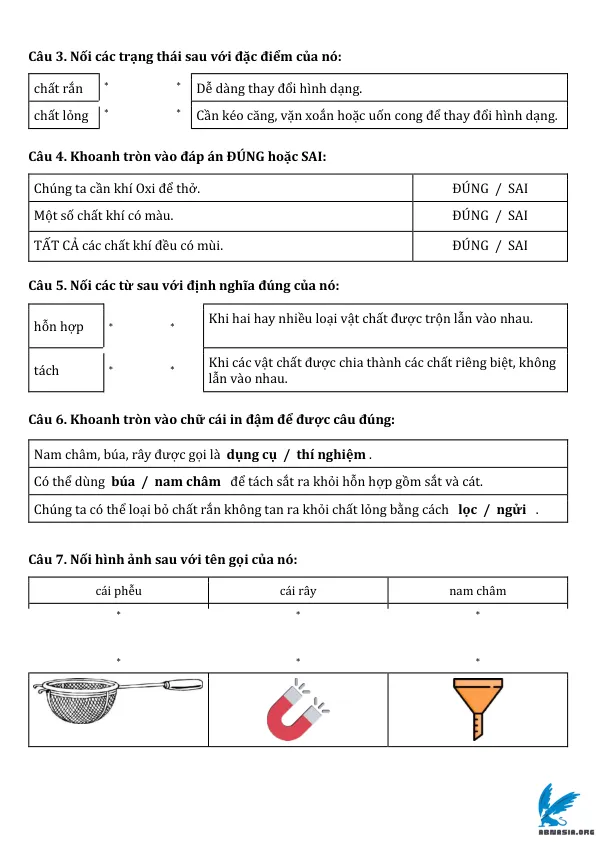 Câu 3. Nối các trạng thái sau với đặc điểm của nó:
chất rắn * * Dễ dàng thay đổi hình dạng.
chất lỏng * * Cần kéo căng, vặn xoắn hoặc uốn cong để thay đổi hình dạng.
Câu 4. Khoanh tròn vào đáp án ĐÚNG hoặc SAI:
Chúng ta cần khí Oxi để thở. ĐÚNG / SAI
Một số chất khí có màu. ĐÚNG / SAI
TẤT CẢ các chất khí đều có mùi. ĐÚNG / SAI
Câu 5. Nối các từ sau với định nghĩa đúng của nó:
hỗn hợp * * Khi hai hay nhiều loại vật chất được trộn lẫn vào nhau.
tách * * Khi các vật chất được chia thành các chất riêng biệt, không
lẫn vào nhau.
Câu 6. Khoanh tròn vào chữ cái in đậm để được câu đúng:
Nam châm, búa, rây được gọi là dụng cụ / thí nghiệm .
Có thể dùng búa / nam châm để tách sắt ra khỏi hỗn hợp gồm sắt và cát.
Chúng ta có thể loại bỏ chất rắn không tan ra khỏi chất lỏng bằng cách lọc / ngửi .
Câu 7. Nối hình ảnh sau với tên gọi của nó:
cái phễu cái rây nam châm
* * *
* * *
ABNASIA.ORG